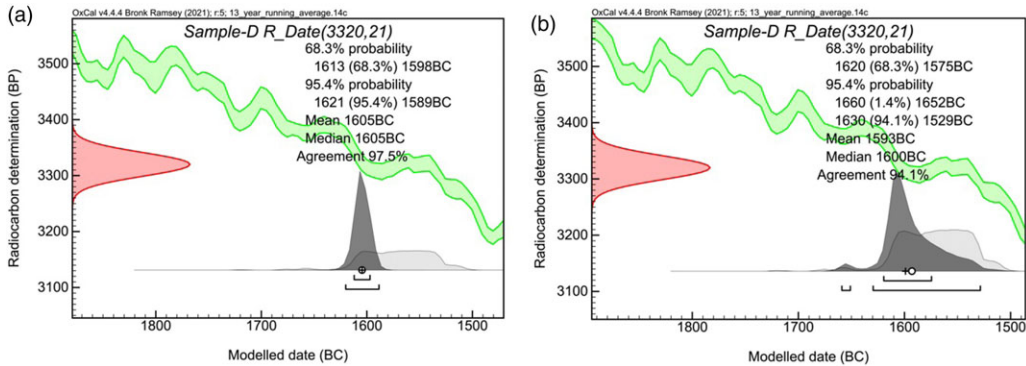 (a)
OxCal v4.4.4 Bronk Ramsey (2021); r:5; 13_year_running_average.14c
Sample-D R_Date(3320,21)
68.3% probability
1613 (68.3%) 1598BC
95.4% probability
1621 (95.4%) 1589BC
Mean 1605BC
Median 1605BC
Agreement 97.5%
Radiocarbon determination (BP)
3500
3400
3300
3200
3100
1800
1700
1600
1500
Modelled date (BC)
(b)
OxCal v4.4.4 Bronk Ramsey (2021); r:5; 13_year_running_average.14c
Sample-D R_Date(3320,21)
68.3% probability
1620 (68.3%) 1575BC
95.4% probability
1660 (1.4%) 1652BC
1630 (94.1%) 1529BC
Mean 1593BC
Median 1600BC
Agreement 94.1%
Radiocarbon determination (BP)
3500
3400
3300
3200
3100
1800
1700
1600
1500
Modelled date (BC)